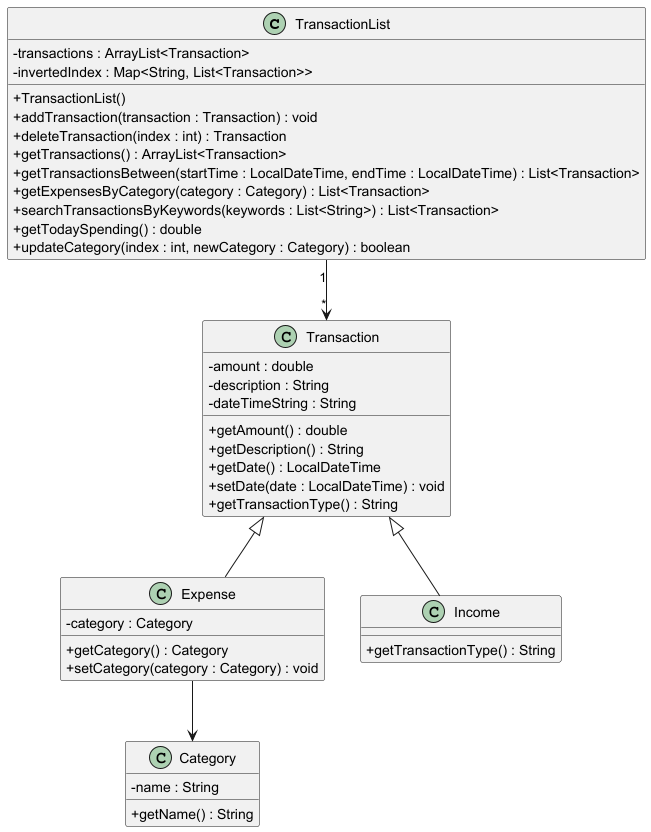 C TransactionList
-transactions : ArrayList<Transaction>
-invertedIndex : Map<String, List<Transaction>>
+TransactionList()
+addTransaction(transaction : Transaction) : void
+deleteTransaction(index : int) : Transaction
+getTransactions() : ArrayList<Transaction>
+getTransactionsBetween(startTime : LocalDateTime, endTime : LocalDateTime) : List<Transaction>
+getExpensesByCategory(category : Category) : List<Transaction>
+searchTransactionsByKeywords(keywords : List<String>) : List<Transaction>
+getTodaySpending() : double
+updateCategory(index : int, newCategory : Category) : boolean
1
*
C Transaction
-amount : double
-description : String
-dateTimeString : String
+getAmount() : double
+getDescription() : String
+getDate() : LocalDateTime
+setDate(date : LocalDateTime) : void
+getTransactionType() : String
C Expense
-category : Category
+getCategory() : Category
+setCategory(category : Category) : void
C Income
+getTransactionType() : String
C Category
-name : String
+getName() : String